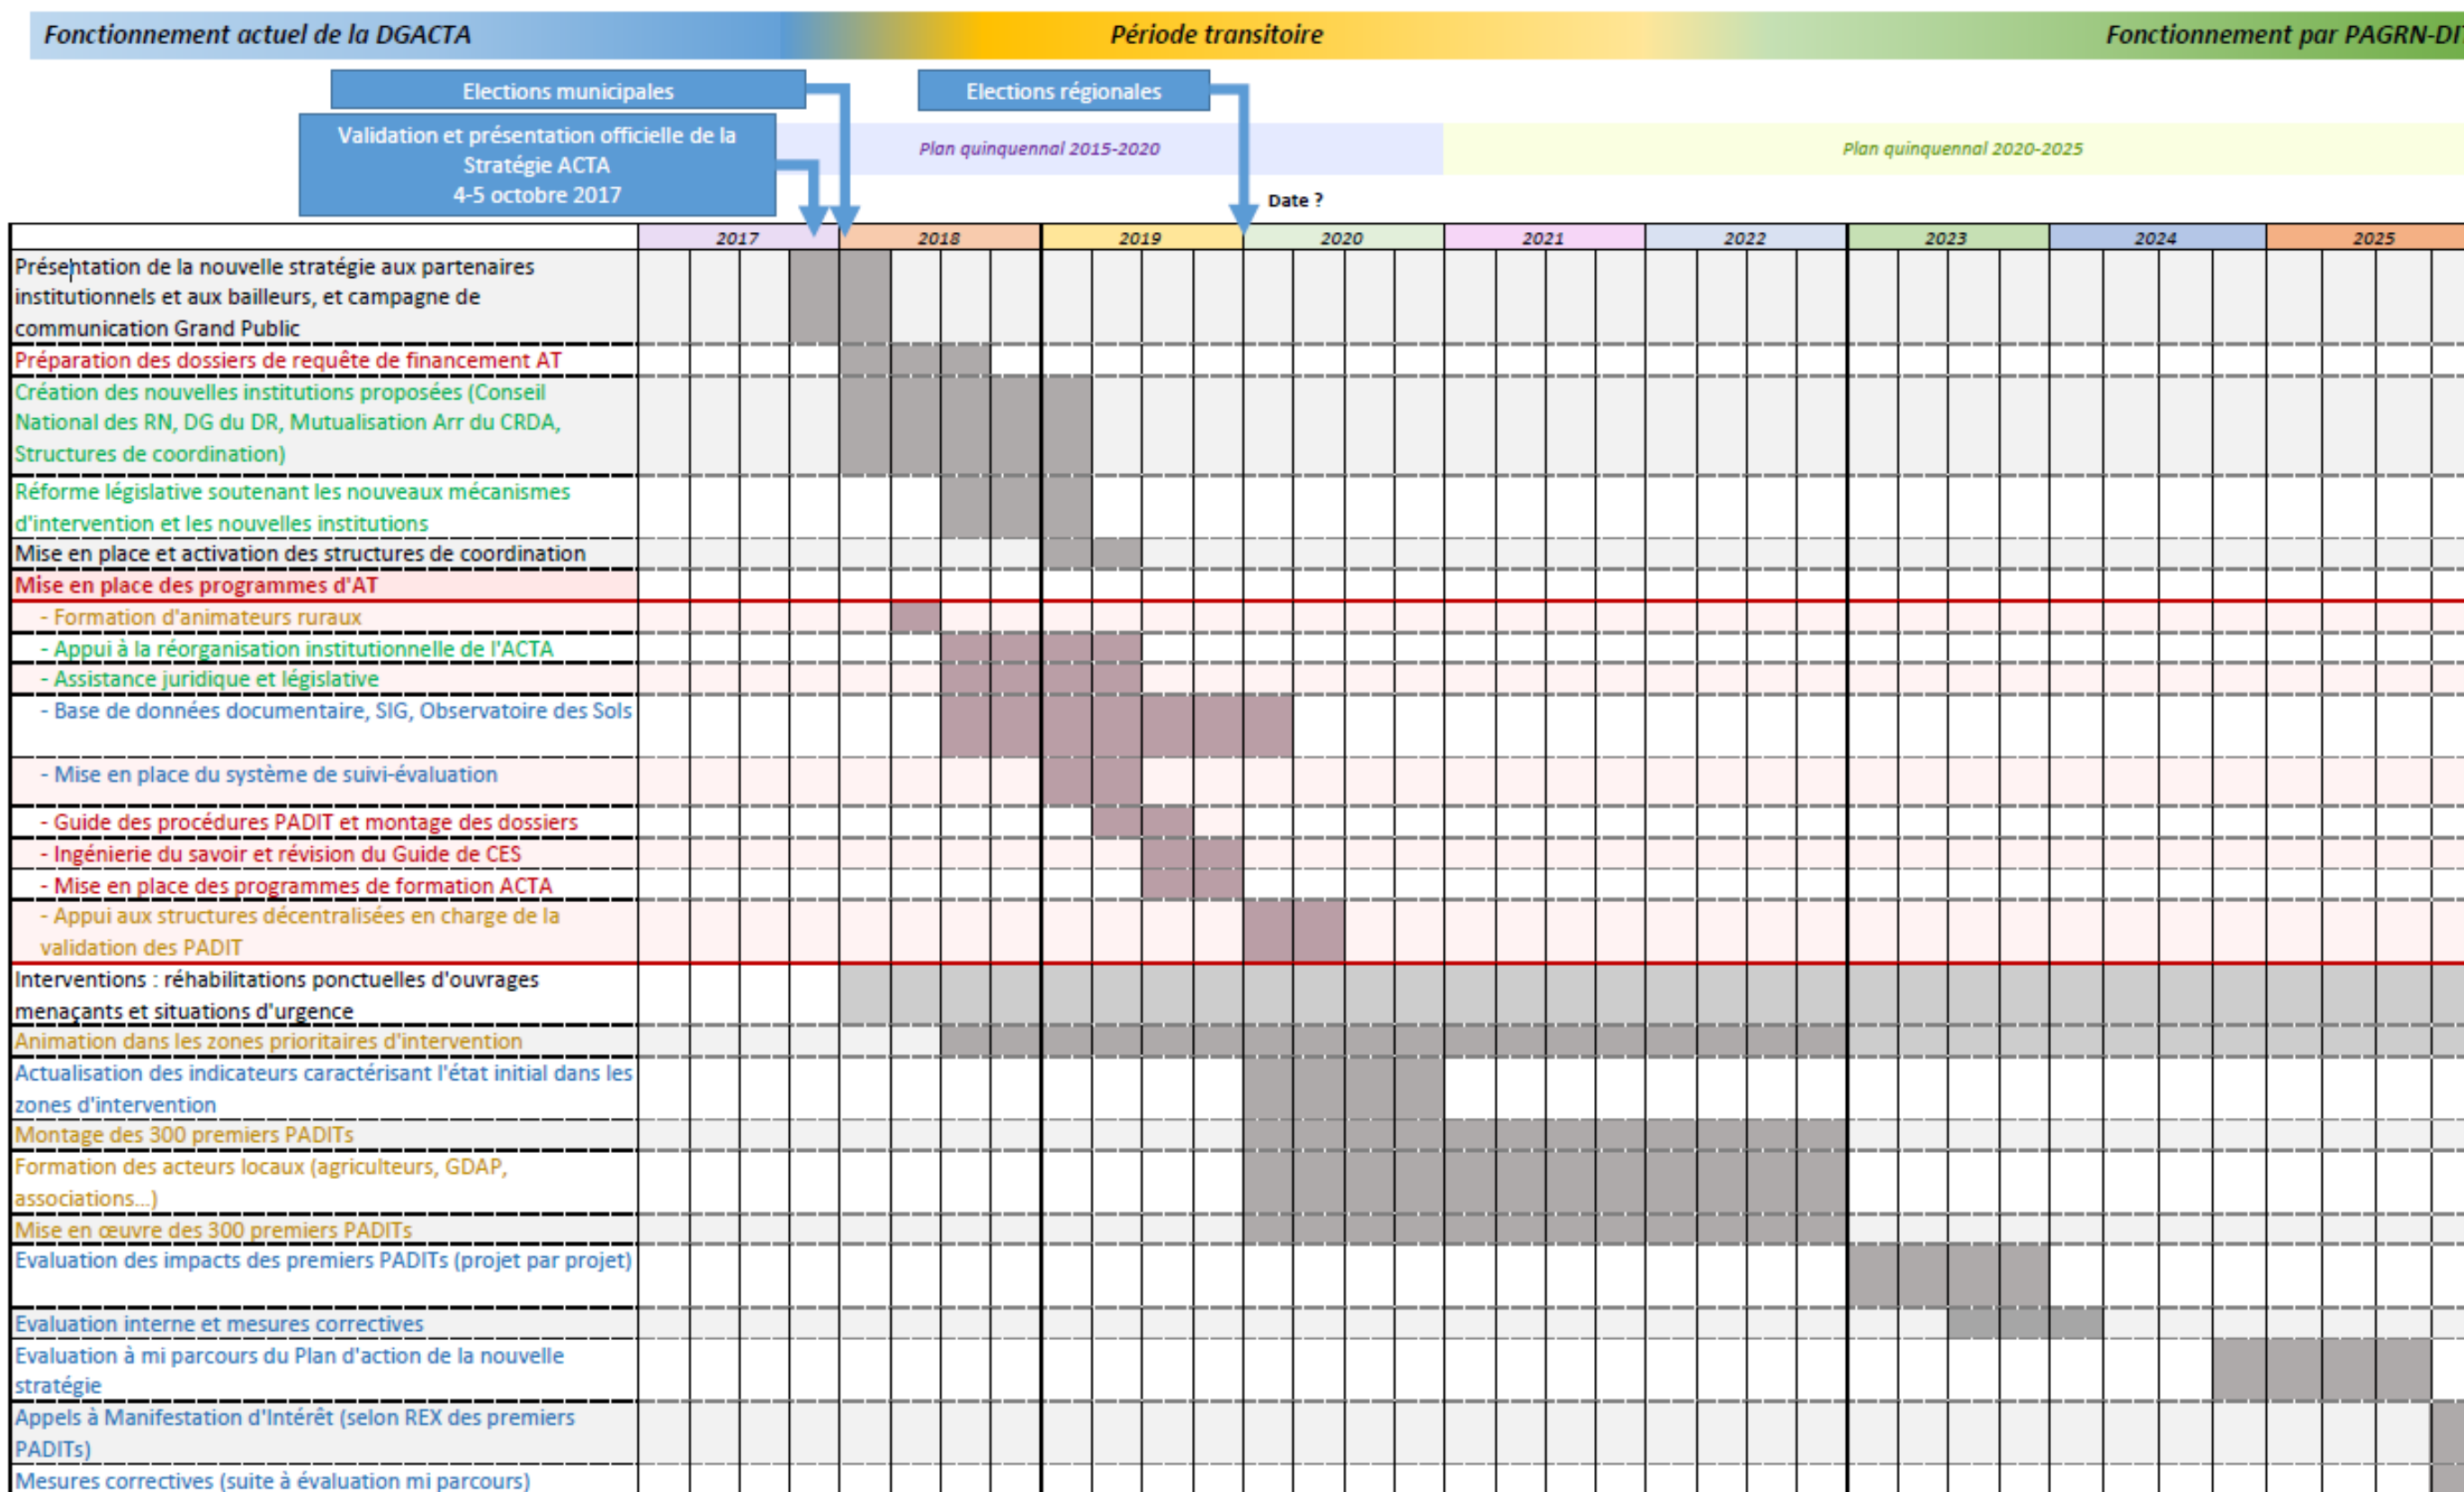 Fonctionnement actuel de la DGACTA
Période transitoire
Fonctionnement par PAGRN-DIT
Elections municipales
Elections régionales
Validation et présentation officielle de la
Stratégie ACTA
4-5 octobre 2017
Plan quinquennal 2015-2020
Plan quinquennal 2020-2025
Date ?
2017 2018 2019 2020 2021 2022 2023 2024 2025
Présentation de la nouvelle stratégie aux partenaires
institutionnels et aux bailleurs, et campagne de
communication Grand Public
Préparation des dossiers de requête de financement AT
Création des nouvelles institutions proposées (Conseil
National des RN, DG du DR, Mutualisation Arr du CRDA,
Structures de coordination)
Réforme législative soutenant les nouveaux mécanismes
d'intervention et les nouvelles institutions
Mise en place et activation des structures de coordination
Mise en place des programmes d'AT
- Formation d'animateurs ruraux
- Appui à la réorganisation institutionnelle de l'ACTA
- Assistance juridique et législative
- Base de données documentaire, SIG, Observatoire des Sols
- Mise en place du système de suivi-évaluation
- Guide des procédures PADIT et montage des dossiers
- Ingénierie du savoir et révision du Guide de CES
- Mise en place des programmes de formation ACTA
- Appui aux structures décentralisées en charge de la
validation des PADIT
Interventions : réhabilitations ponctuelles d'ouvrages
menaçants et situations d'urgence
Animation dans les zones prioritaires d'intervention
Actualisation des indicateurs caractérisant l'état initial dans les
zones d'intervention
Montage des 300 premiers PADITs
Formation des acteurs locaux (agriculteurs, GDAP,
associations...)
Mise en œuvre des 300 premiers PADITs
Evaluation des impacts des premiers PADITs (projet par projet)
Evaluation interne et mesures correctives
Evaluation à mi parcours du Plan d'action de la nouvelle
stratégie
Appels à Manifestation d'Intérêt (selon REX des premiers
PADITs)
Mesures correctives (suite à évaluation mi parcours)